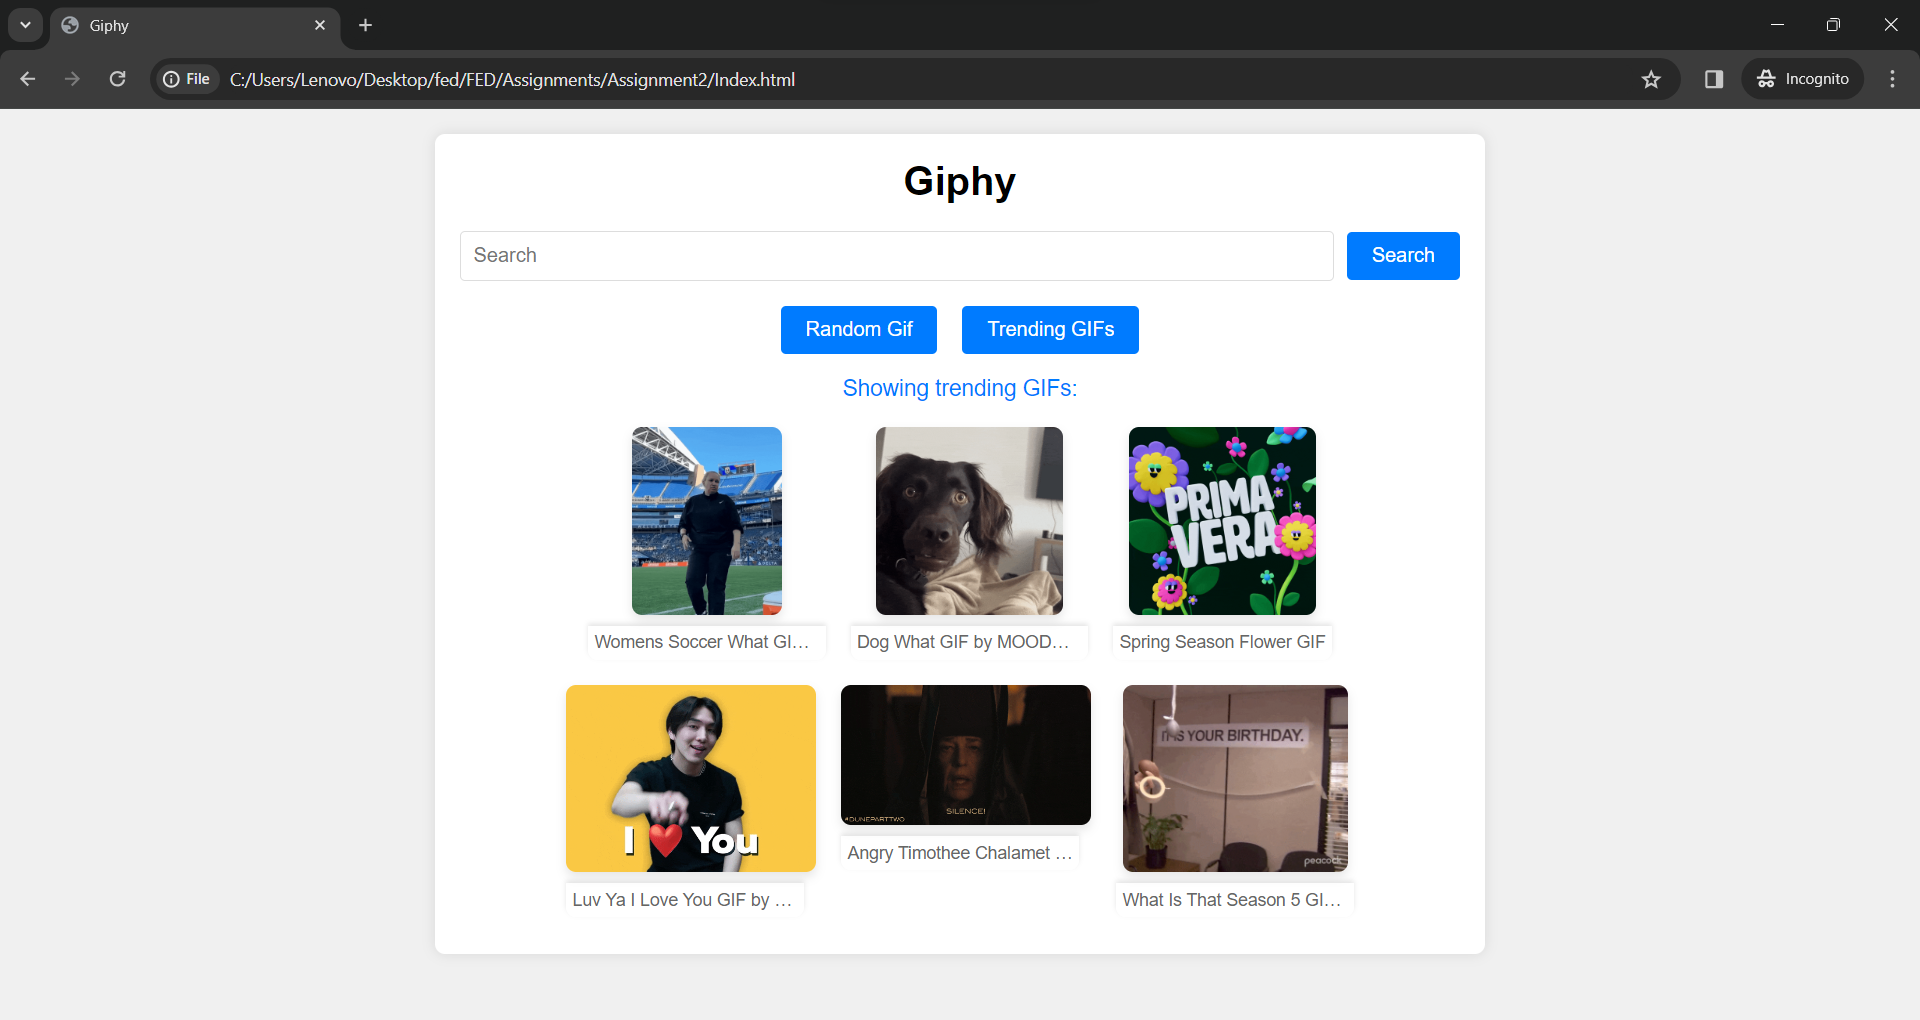 Giphy
File
C:/Users/Lenovo/Desktop/fed/FED/Assignments/Assignment2/Index.html
Incognito
Giphy
Search
Search
Random Gif
Trending GIFs
Showing trending GIFs:
PRIMA
VERA
Womens Soccer What GI...
Dog What GIF by MOOD...
Spring Season Flower GIF
I ❤️ You
SILENCE!
#DUNEPARTTWO
IT IS YOUR BIRTHDAY.
peacock
Luv Ya I Love You GIF by ...
Angry Timothee Chalamet ...
What Is That Season 5 GI...